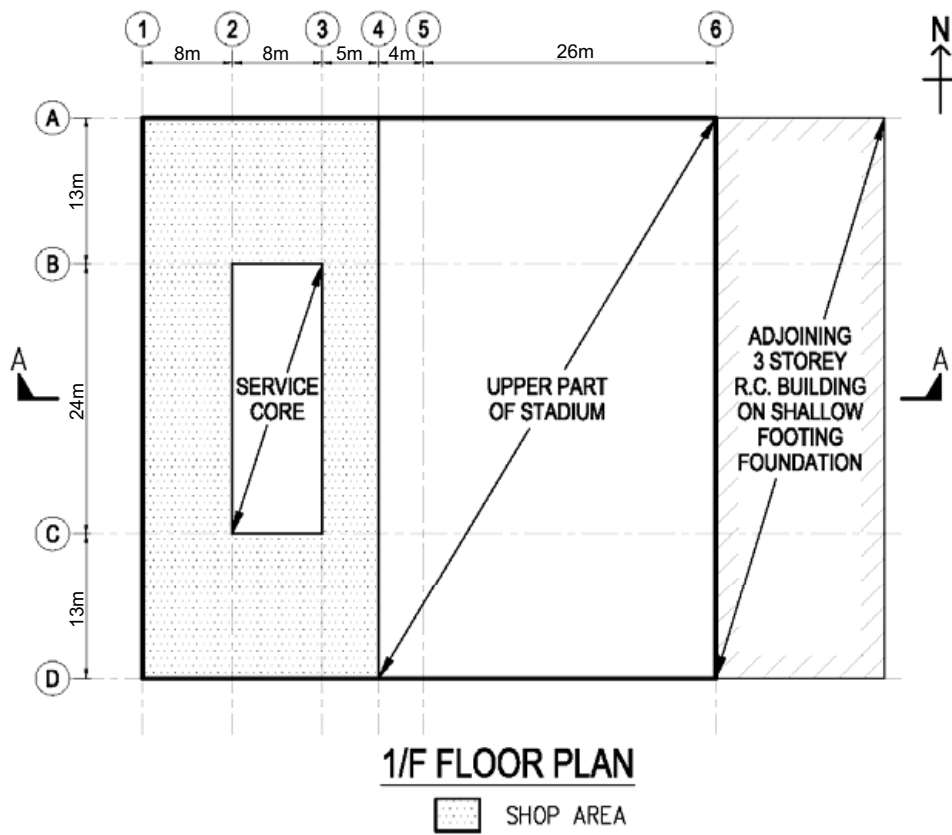 1 2 3 4 5 6
8m 8m 5m 4m 26m
N
A
13m
B
A
24m
SERVICE
CORE
UPPER PART
OF STADIUM
ADJOINING
3 STOREY
R.C. BUILDING
ON SHALLOW
FOOTING
FOUNDATION
A
C
13m
D
1/F FLOOR PLAN
SHOP AREA